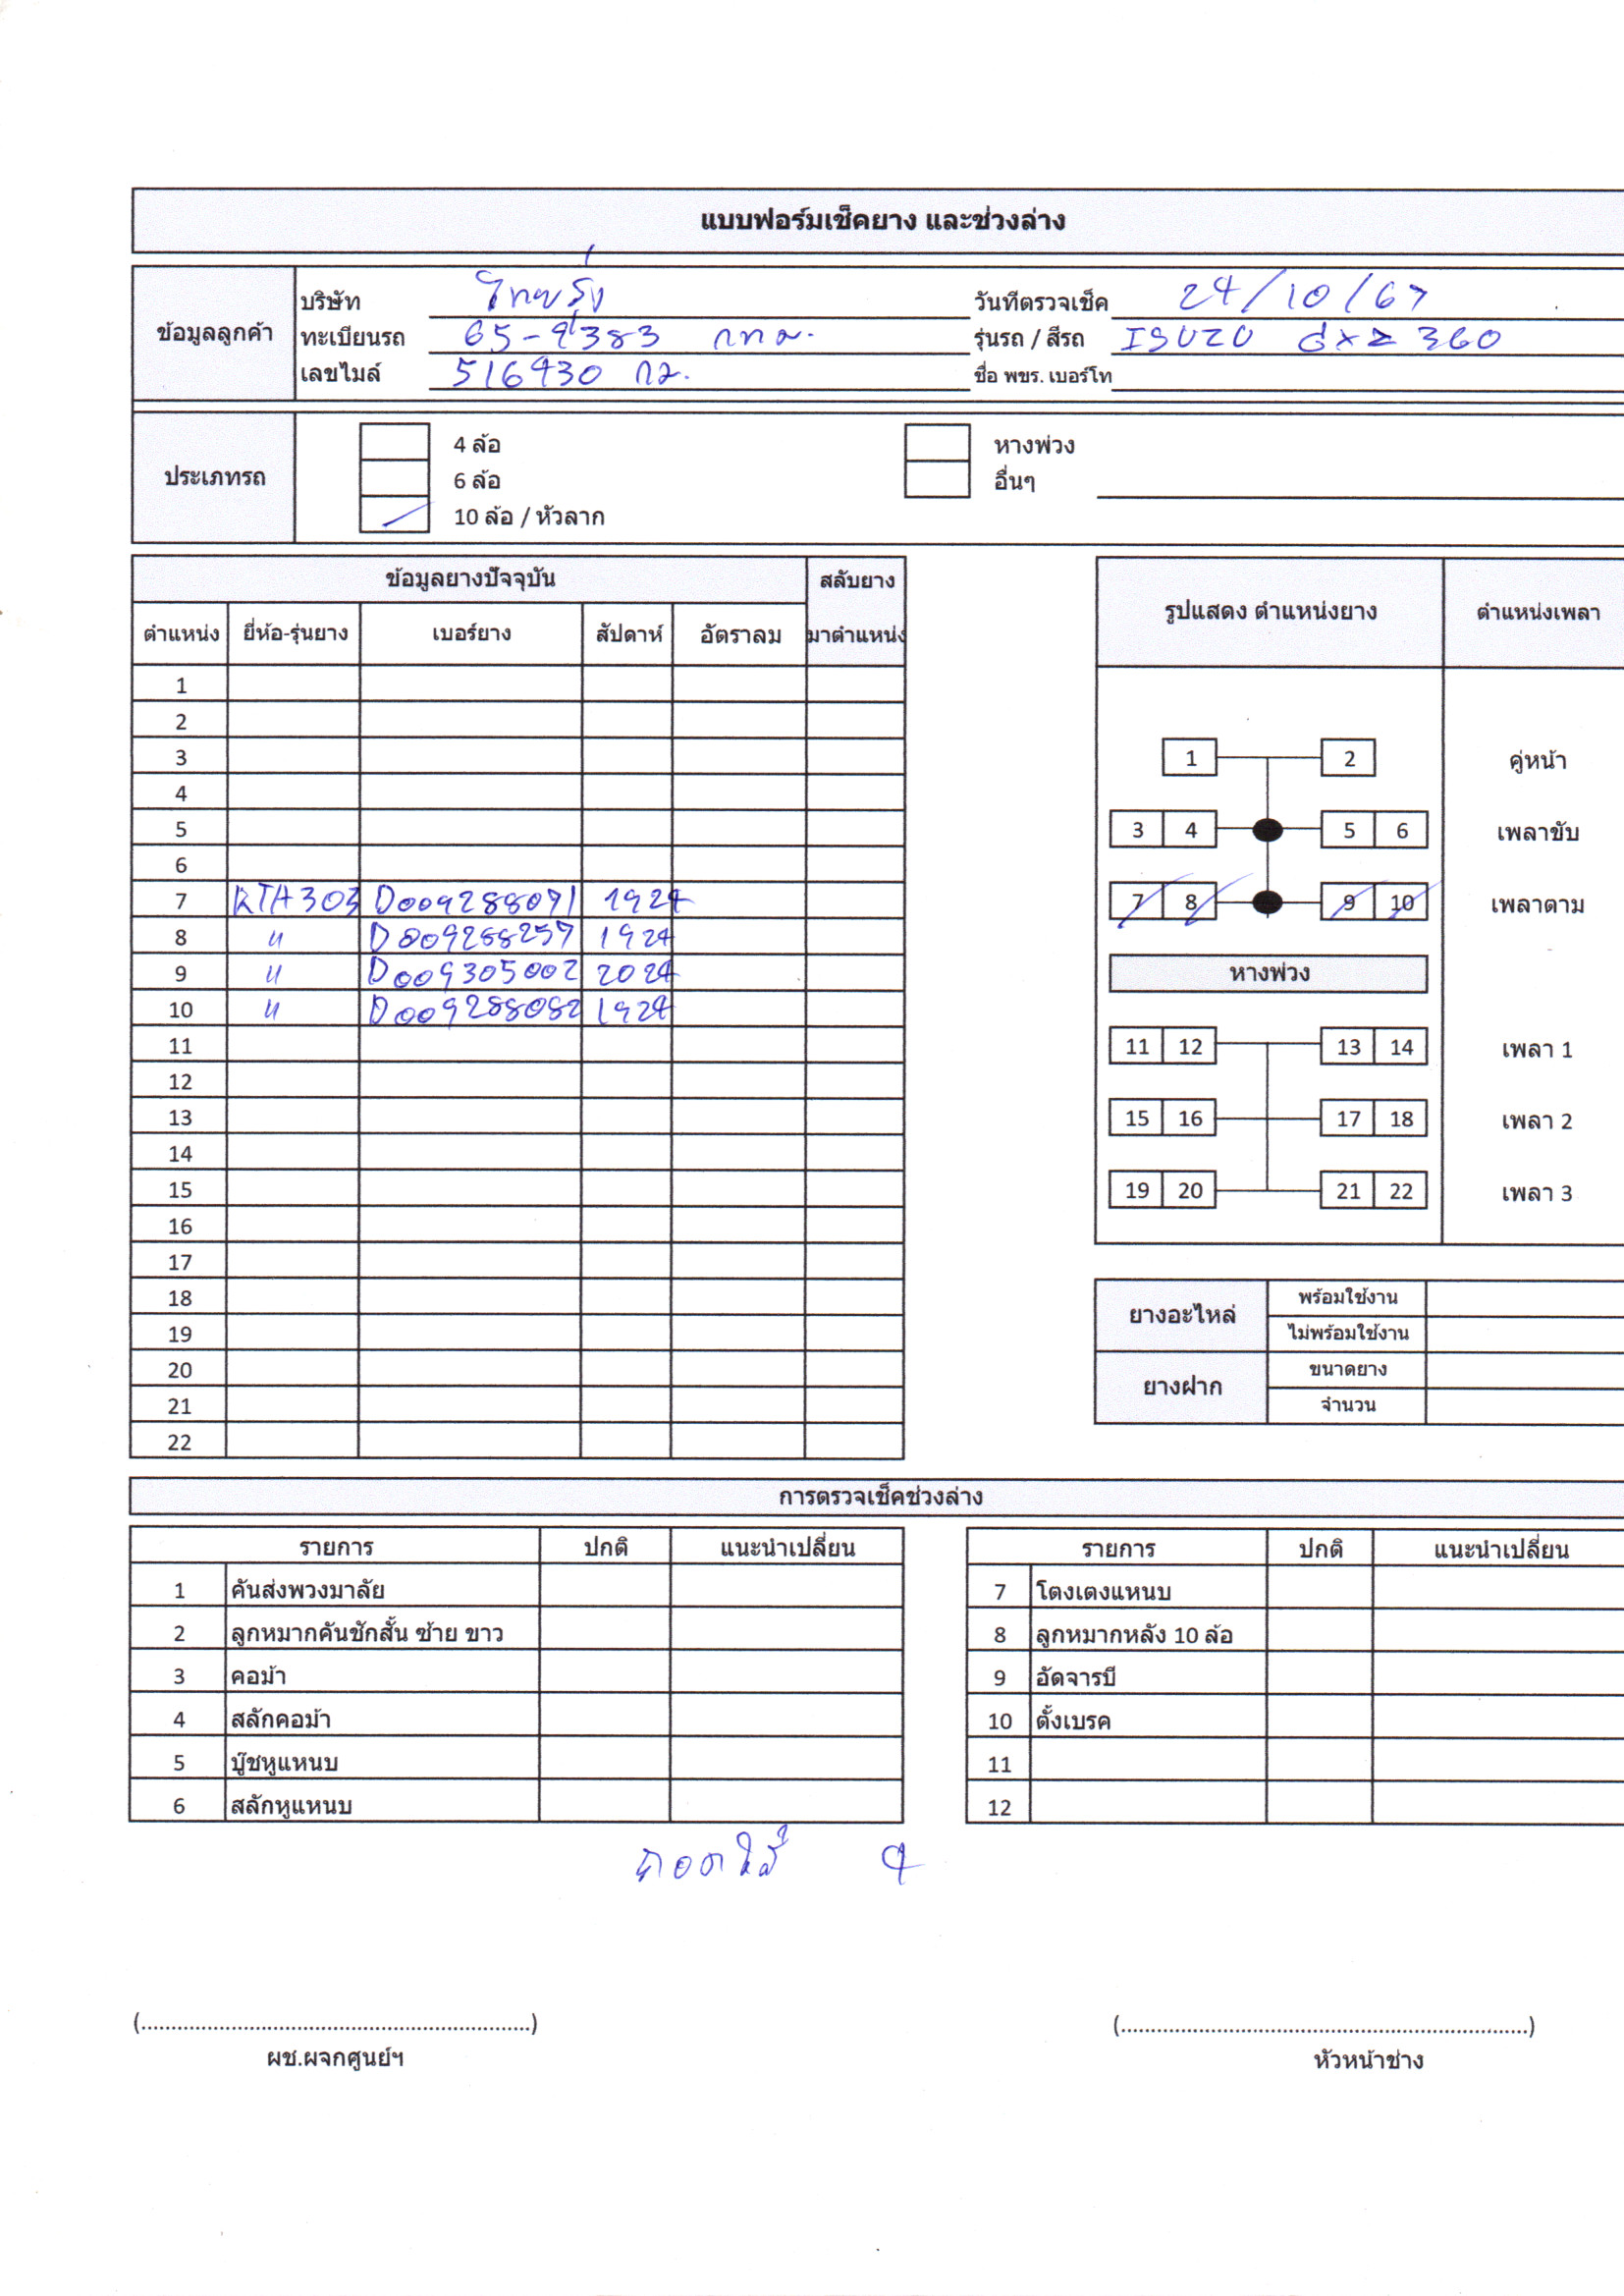 แบบฟอร์มเช็คยาง และช่วงล่าง
ข้อมูลลูกค้า
บริษัท ไทยรุ่ง วันที่ตรวจเช็ค 24/10/67
ทะเบียนรถ 65-9383 กทม. รุ่นรถ / สีรถ ISUZU GXZ 360
เลขไมล์ 516930 กม. ชื่อ พขร. เบอร์โท
ประเภทรถ
4 ล้อ หางพ่วง
6 ล้อ อื่นๆ
10 ล้อ / หัวลาก
ข้อมูลยางปัจจุบัน สลับยาง
ตำแหน่ง ยี่ห้อ-รุ่นยาง เบอร์ยาง สัปดาห์ อัตราลม มาตำแหน่ง
1
2
3
4
5
6
7 RTH303 D009288091 1924
8 " D009288257 1924
9 " D009305002 2024
10 " D009288082 1924
11
12
13
14
15
16
17
18
19
20
21
22
รูปแสดง ตำแหน่งยาง ตำแหน่งเพลา
1 2 คู่หน้า
3 4 5 6 เพลาขับ
7 8 9 10 เพลาตาม
หางพ่วง
11 12 13 14 เพลา 1
15 16 17 18 เพลา 2
19 20 21 22 เพลา 3
ยางอะไหล่ พร้อมใช้งาน
ไม่พร้อมใช้งาน
ยางฝาก ขนาดยาง
จำนวน
การตรวจเช็คช่วงล่าง
รายการ ปกติ แนะนำเปลี่ยน รายการ ปกติ แนะนำเปลี่ยน
1 คันส่งพวงมาลัย 7 โตงเตงแหนบ
2 ลูกหมากคันชักสั้น ซ้าย ขาว 8 ลูกหมากหลัง 10 ล้อ
3 คอม้า 9 อัดจารบี
4 สลักคอม้า 10 ตั้งเบรค
5 บู๊ชหูแหนบ 11
6 สลักหูแหนบ 12
ถอดใส่ 4
(................................................................) (...................................................................)
ผช.ผจกศูนย์ฯ หัวหน้าช่าง